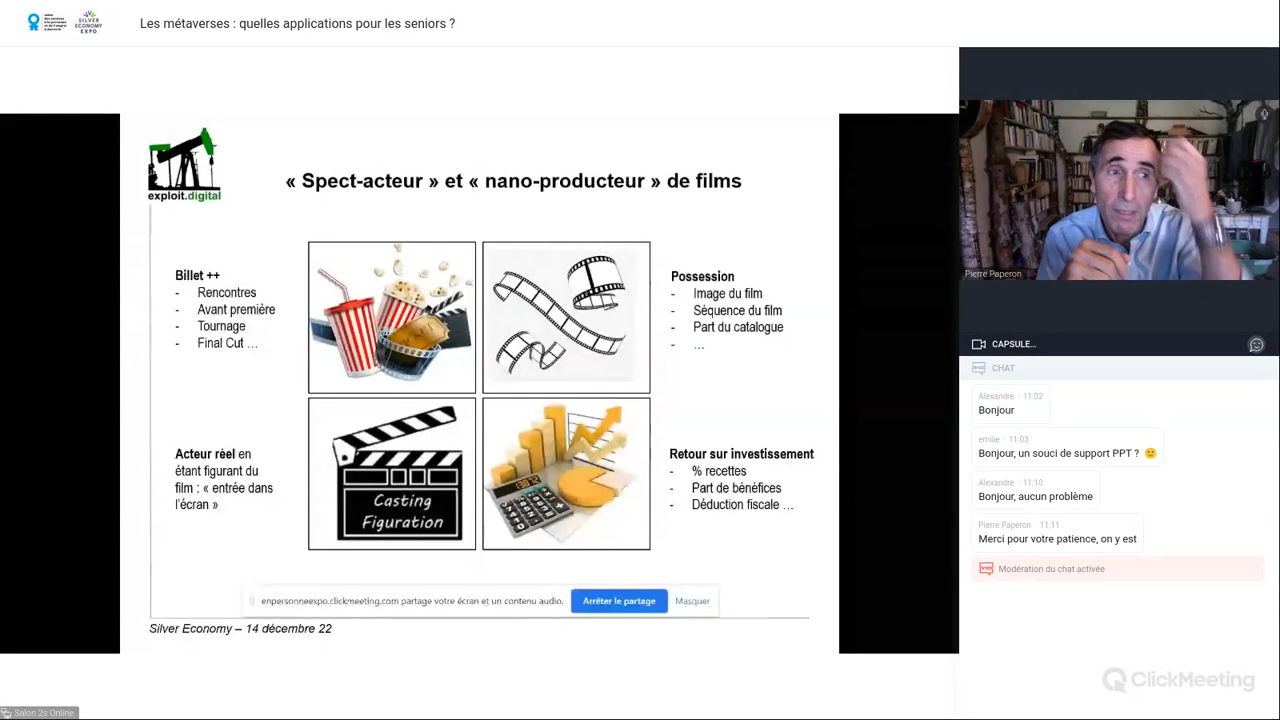 SILVER
ECONOMY
EXPO
Les métaverses : quelles applications pour les seniors ?
exploit.digital
« Spect-acteur » et « nano-producteur » de films
Billet ++
- Rencontres
- Avant première
- Tournage
- Final Cut ...
Possession
- Image du film
- Séquence du film
- Part du catalogue
- ...
Acteur réel en
étant figurant du
film : « entrée dans
l'écran »
Casting
Figuration
Retour sur investissement
- % recettes
- Part de bénéfices
- Déduction fiscale ...
enpersonneexpo.clickmeeting.com partage votre écran et un contenu audio.
Arrêter le partage
Masquer
Silver Economy – 14 décembre 22
Salon 2s Online
Pierre Paperon
CAPSULE...
CHAT
Alexandre 11:02
Bonjour
emilie 11:03
Bonjour, un souci de support PPT ? 🙂
Alexandre 11:10
Bonjour, aucun problème
Pierre Paperon 11:11
Merci pour votre patience, on y est
Modération du chat activée
ClickMeeting